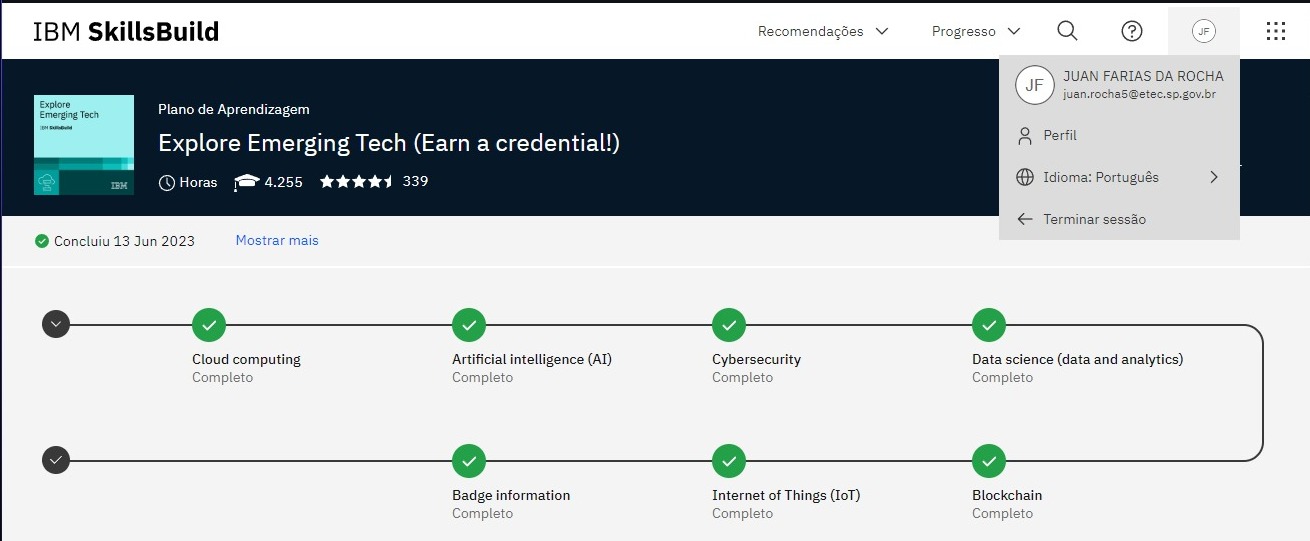 IBM SkillsBuild
Recomendações
Progresso
JF
JF
JUAN FARIAS DA ROCHA
juan.rocha5@etec.sp.gov.br
Perfil
Idioma: Português
Terminar sessão
Explore
Emerging Tech
IBM SkillsBuild
IBM
Plano de Aprendizagem
Explore Emerging Tech (Earn a credential!)
Horas 4.255 339
Concluiu 13 Jun 2023 Mostrar mais
Cloud computing
Completo
Artificial intelligence (AI)
Completo
Cybersecurity
Completo
Data science (data and analytics)
Completo
Badge information
Completo
Internet of Things (IoT)
Completo
Blockchain
Completo